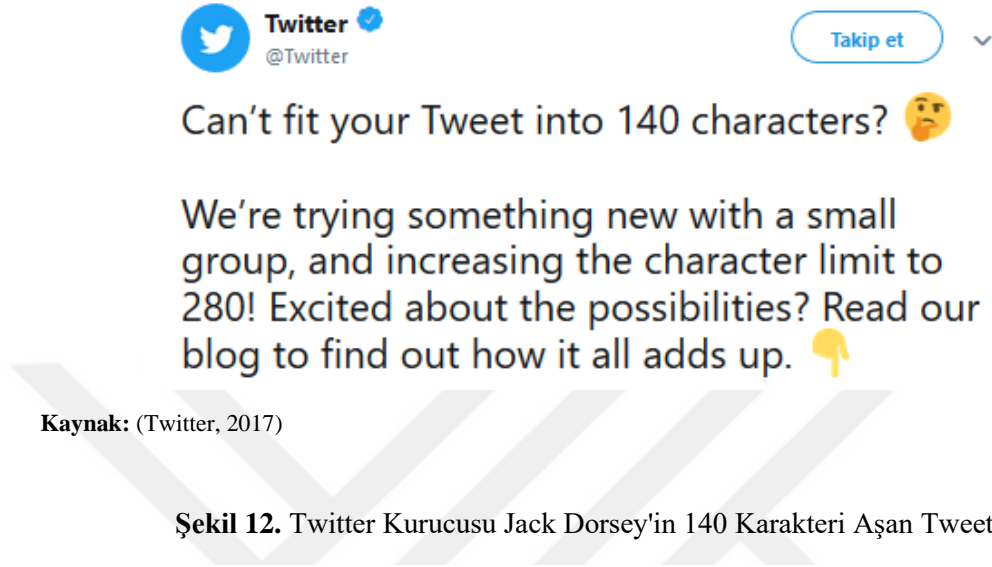 Twitter
@Twitter
Takip et
Can't fit your Tweet into 140 characters? 🤔
We're trying something new with a small
group, and increasing the character limit to
280! Excited about the possibilities? Read our
blog to find out how it all adds up. 👇
Kaynak: (Twitter, 2017)
Şekil 12. Twitter Kurucusu Jack Dorsey'in 140 Karakteri Aşan Tweet